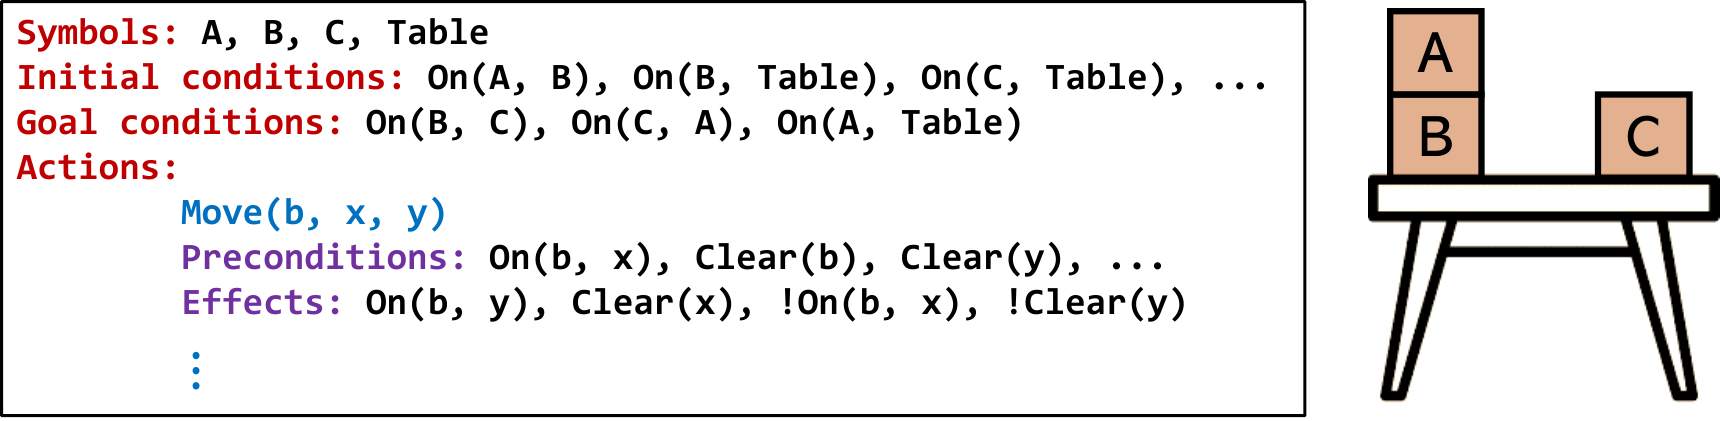 Symbols: A, B, C, Table
Initial conditions: On(A, B), On(B, Table), On(C, Table), ...
Goal conditions: On(B, C), On(C, A), On(A, Table)
Actions:
Move(b, x, y)
Preconditions: On(b, x), Clear(b), Clear(y), ...
Effects: On(b, y), Clear(x), !On(b, x), !Clear(y)
⋮
A
B
C